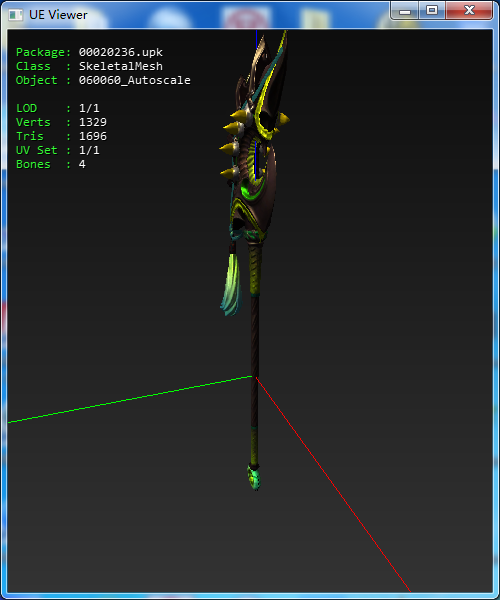 UE Viewer
Package: 00020236.upk
Class : SkeletalMesh
Object : 060060_Autoscale
LOD : 1/1
Verts : 1329
Tris : 1696
UV Set : 1/1
Bones : 4